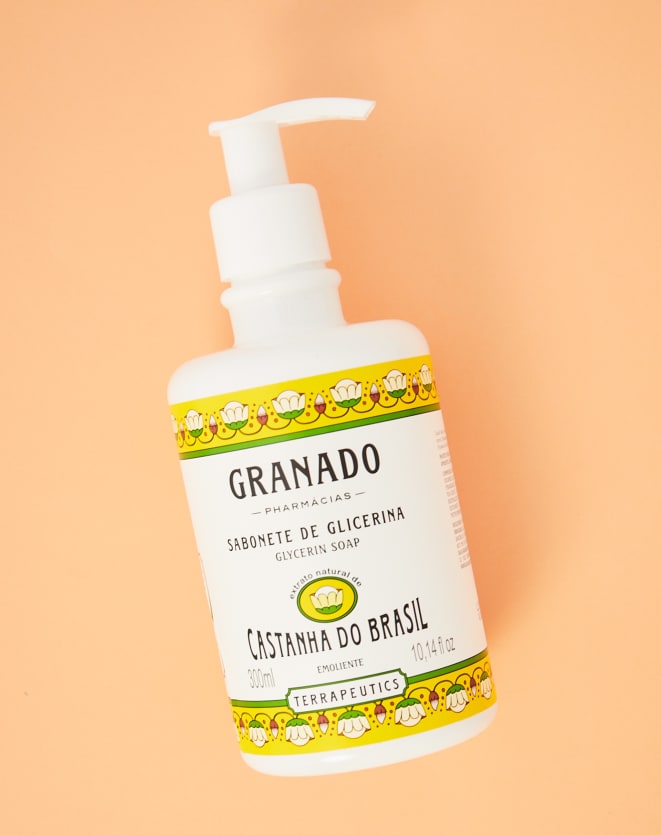 GRANADO
PHARMÁCIAS
SABONETE DE GLICERINA
GLYCERIN SOAP
extrato natural de
CASTANHA DO BRASIL
300ml
EMOLIENTE
10,14 fl oz
TERRAPEUTICS